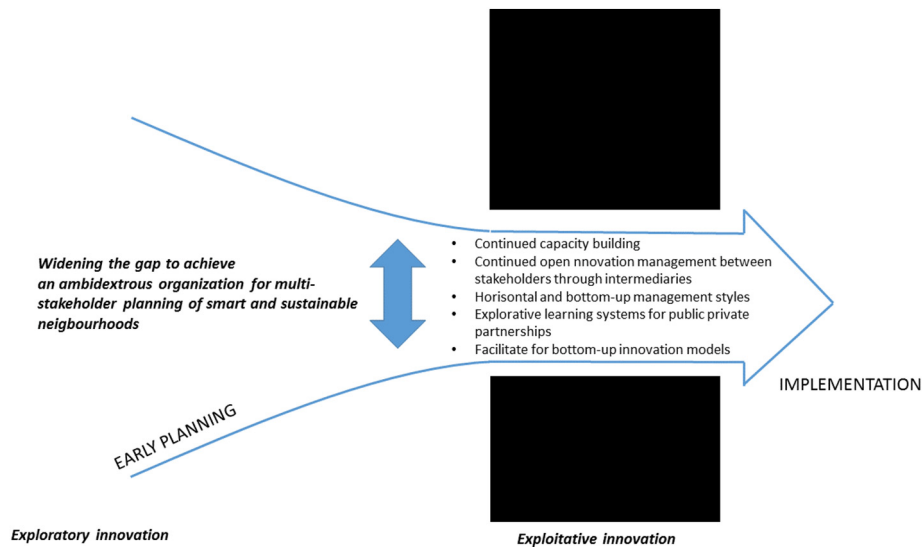 • Continued capacity building
• Continued open nnovation management between
stakeholders through intermediaries
• Horisontal and bottom-up management styles
• Explorative learning systems for public private
partnerships
• Facilitate for bottom-up innovation models
Widening the gap to achieve
an ambidextrous organization for multi-
stakeholder planning of smart and sustainable
neigbourhoods
IMPLEMENTATION
EARLY PLANNING
Exploratory innovation
Exploitative innovation